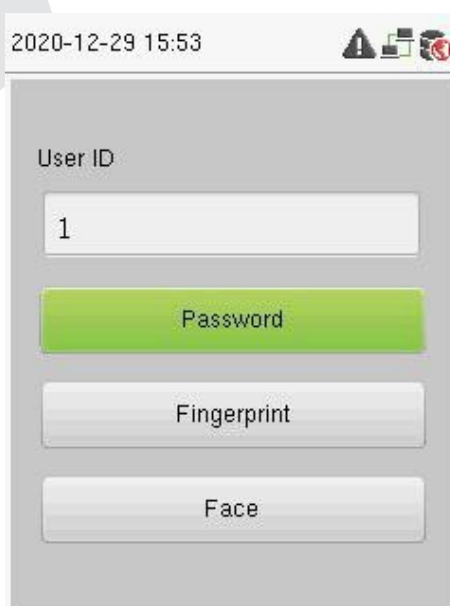 2020-12-29 15:53
User ID
1
Password
Fingerprint
Face